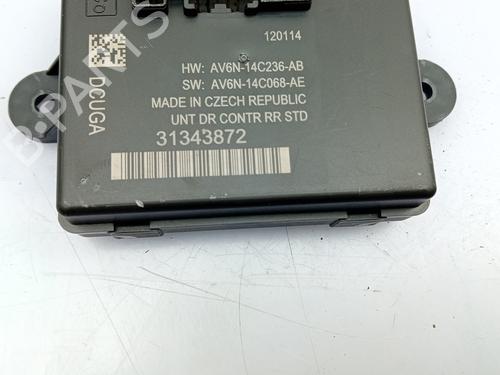 120114
HW: AV6N-14C236-AB
SW: AV6N-14C068-AE
MADE IN CZECH REPUBLIC
UNT DR CONTR RR STD
31343872
DCUGA
B-PARTS